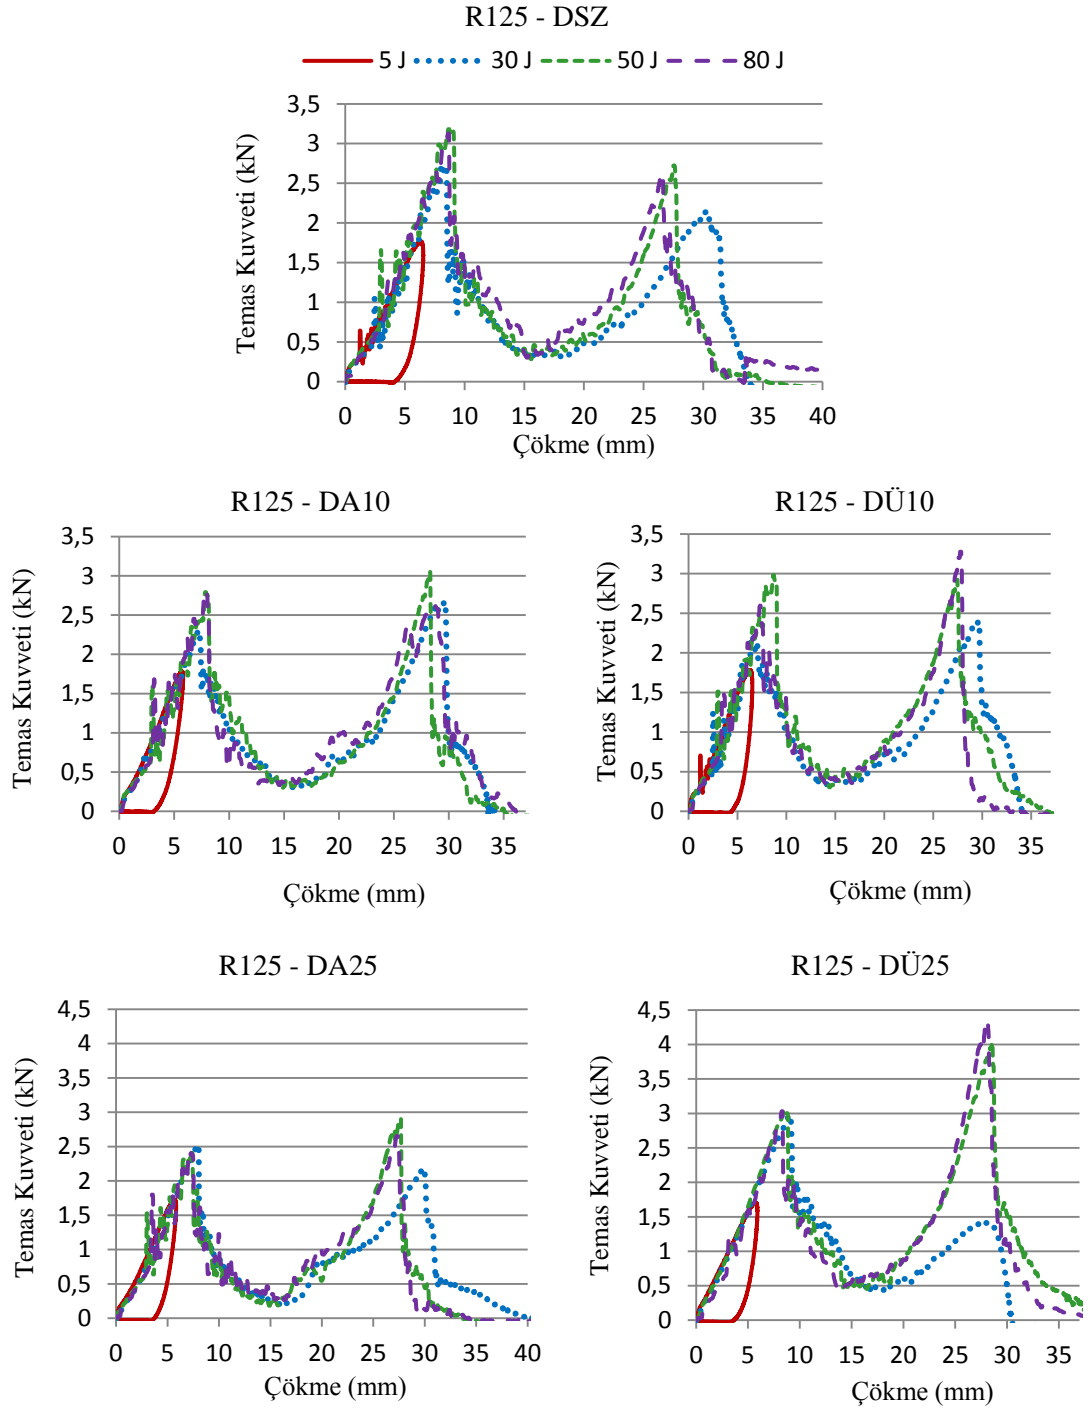 R125 - DSZ
5 J 30 J 50 J 80 J
3,5
3
2,5
2
1,5
1
0,5
0
Temas Kuvveti (kN)
0 5 10 15 20 25 30 35 40
Çökme (mm)
R125 - DA10
3,5
3
2,5
2
1,5
1
0,5
0
Temas Kuvveti (kN)
0 5 10 15 20 25 30 35
Çökme (mm)
R125 - DÜ10
3,5
3
2,5
2
1,5
1
0,5
0
Temas Kuvveti (kN)
0 5 10 15 20 25 30 35
Çökme (mm)
R125 - DA25
4,5
4
3,5
3
2,5
2
1,5
1
0,5
0
Temas Kuvveti (kN)
0 5 10 15 20 25 30 35 40
Çökme (mm)
R125 - DÜ25
4,5
4
3,5
3
2,5
2
1,5
1
0,5
0
Temas Kuvveti (kN)
0 5 10 15 20 25 30 35
Çökme (mm)